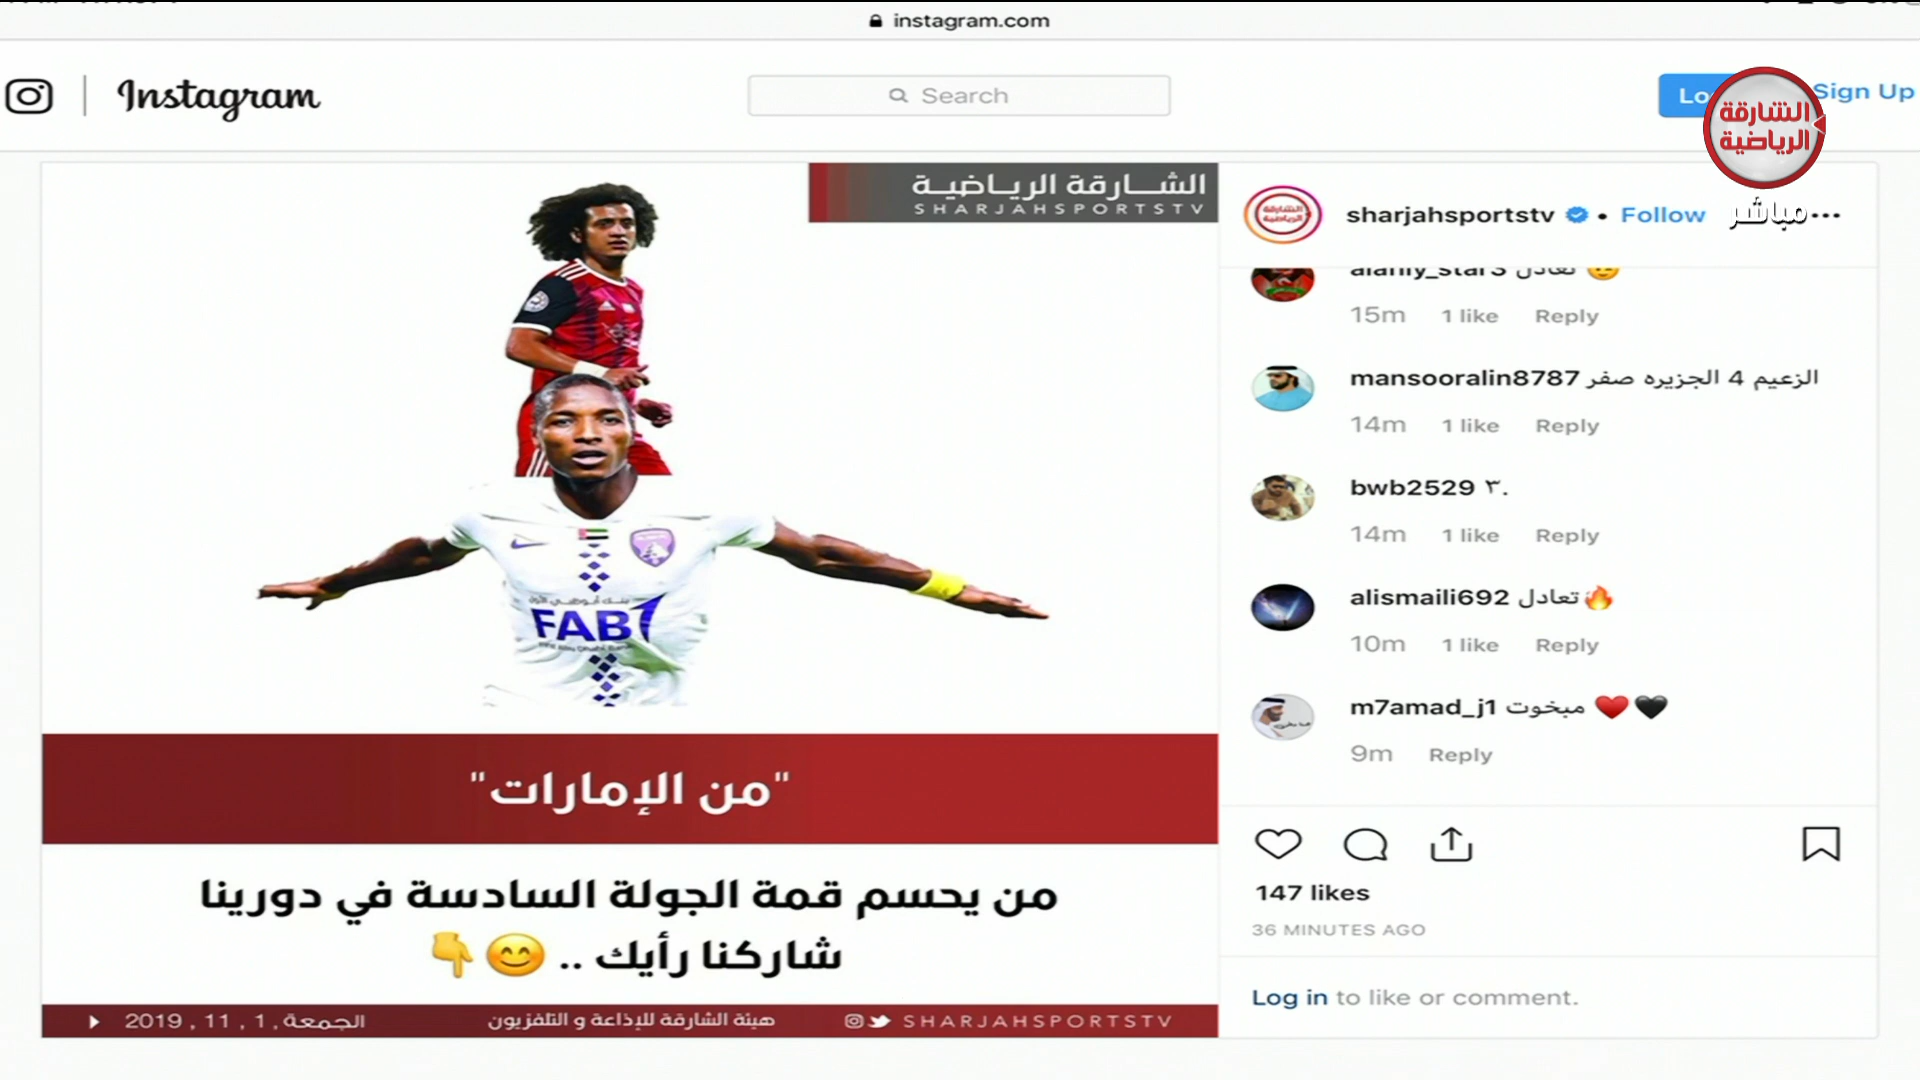 instagram.com
Instagram
Search
Sign Up
الشارقة
الرياضية
مباشر
الشـــارقة الريـاضيـة
SHARJAHSPORTSTV
FAB
"من الإمارات"
من يحسم قمة الجولة السادسة في دورينا
شاركنا رأيك .. 😊👇
الجمعة, 1 , 11 , 2019
هيئة الشارقة للإذاعة و التلفزيون
SHARJAHSPORTSTV
sharjahsportstv • Follow
alahly_star3 تعادل
15m 1 like Reply
mansooralin8787 الزعيم 4 الجزيره صفر
14m 1 like Reply
bwb2529 ٣.
14m 1 like Reply
alismaili692 تعادل🔥
10m 1 like Reply
m7amad_j1 مبخوت ❤️🖤
9m Reply
147 likes
36 MINUTES AGO
Log in to like or comment.